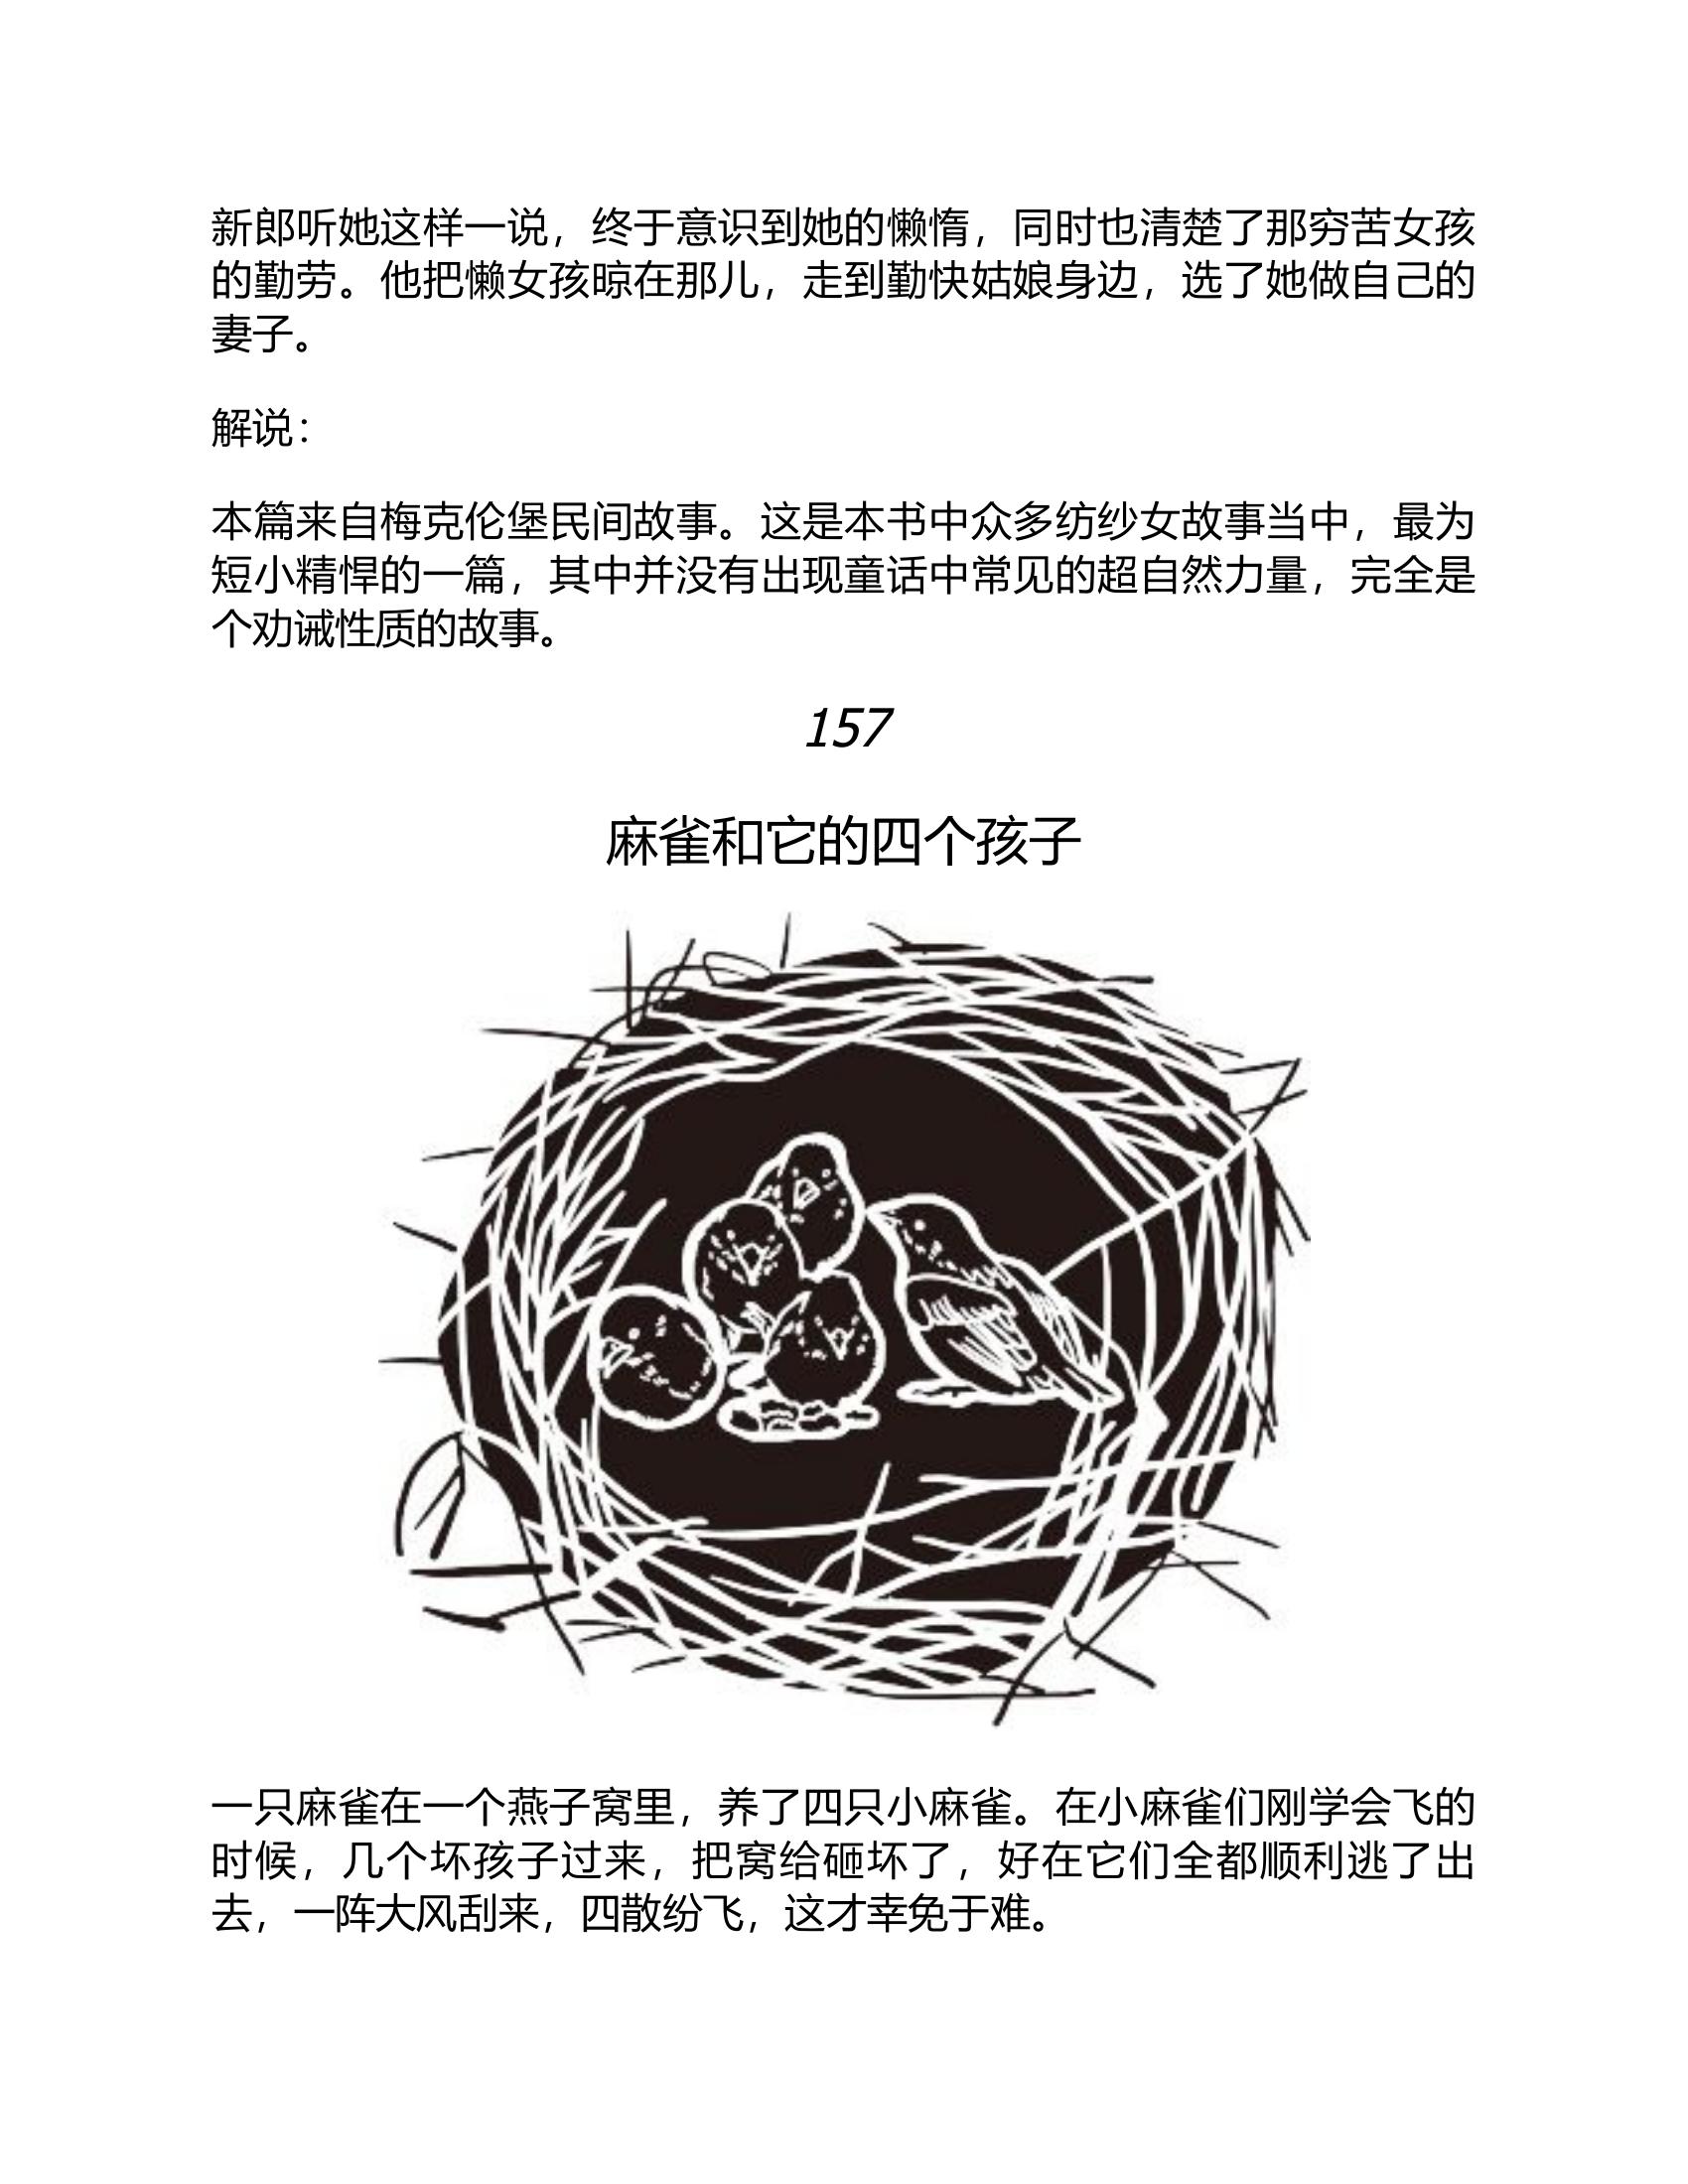 新郎听她这样一说，终于意识到她的懒惰，同时也清楚了那穷苦女孩
的勤劳。他把懒女孩晾在那儿，走到勤快姑娘身边，选了她做自己的
妻子。
解说：
本篇来自梅克伦堡民间故事。这是本书中众多纺纱女故事当中，最为
短小精悍的一篇，其中并没有出现童话中常见的超自然力量，完全是
个劝诫性质的故事。
157
麻雀和它的四个孩子
一只麻雀在一个燕子窝里，养了四只小麻雀。在小麻雀们刚学会飞的
时候，几个坏孩子过来，把窝给砸坏了，好在它们全都顺利逃了出
去，一阵大风刮来，四散纷飞，这才幸免于难。